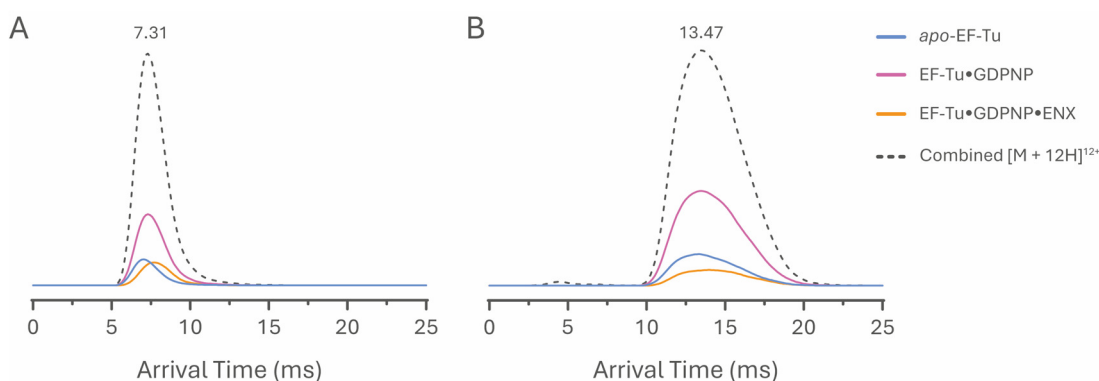 A
7.31
0 5 10 15 20 25
Arrival Time (ms)
B
13.47
0 5 10 15 20 25
Arrival Time (ms)
apo-EF-Tu
EF-Tu•GDPNP
EF-Tu•GDPNP•ENX
Combined [M + 12H]¹²⁺